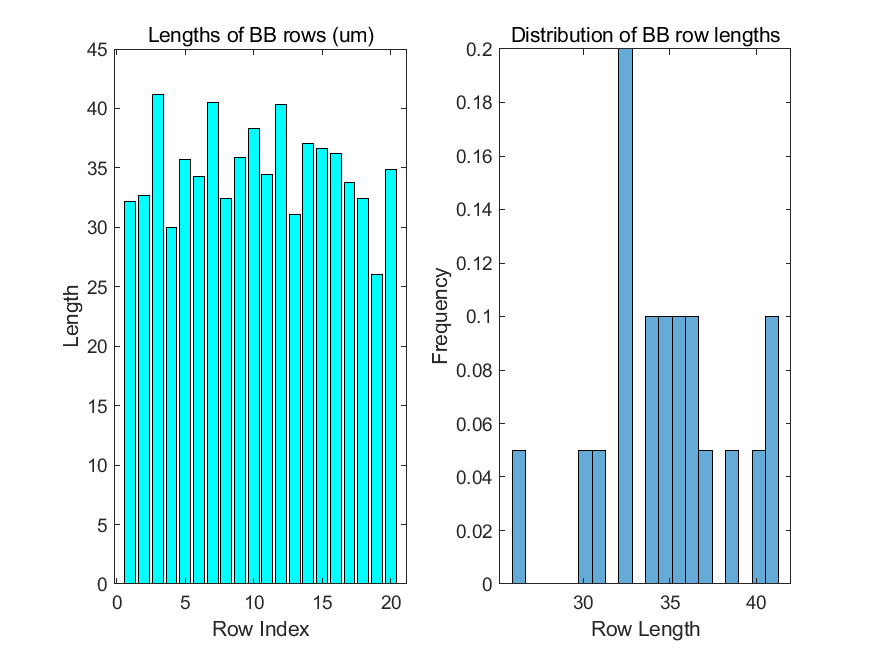 Lengths of BB rows (um)
45
40
35
30
25
20
15
10
5
0
Length
0 5 10 15 20
Row Index
Distribution of BB row lengths
0.2
0.18
0.16
0.14
0.12
0.1
0.08
0.06
0.04
0.02
0
Frequency
30 35 40
Row Length